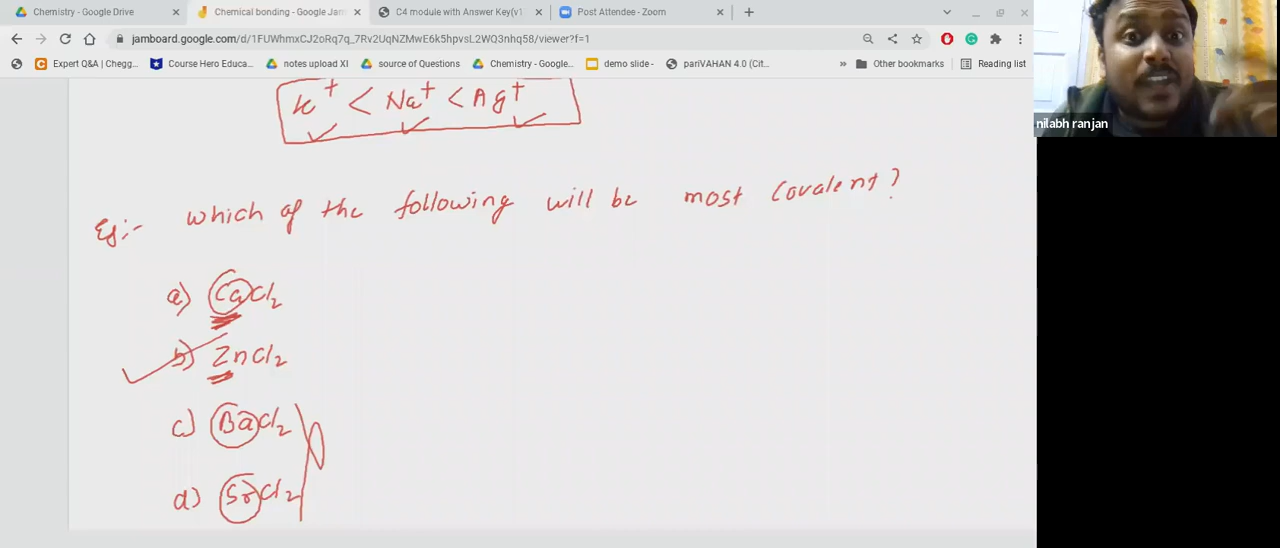 Chemistry - Google Drive
Chemical bonding - Google Jam
C4 module with Answer Key(v1
Post Attendee - Zoom
jamboard.google.com/d/1FUWhmxCJ2oRq7q_7Rv2UqNZMwE6k5hpvsL2WQ3nhq58/viewer?f=1
Expert Q&A | Chegg...
Course Hero Educa...
notes upload XI
source of Questions
Chemistry - Google...
demo slide -
pariVAHAN 4.0 (Cit...
»
Other bookmarks
Reading list
nilabh ranjan
K+ < Na+ < Ag+
Eg:- which of the following will be most covalent?
a) CaCl2
b) ZnCl2
c) BaCl2
d) SrCl2